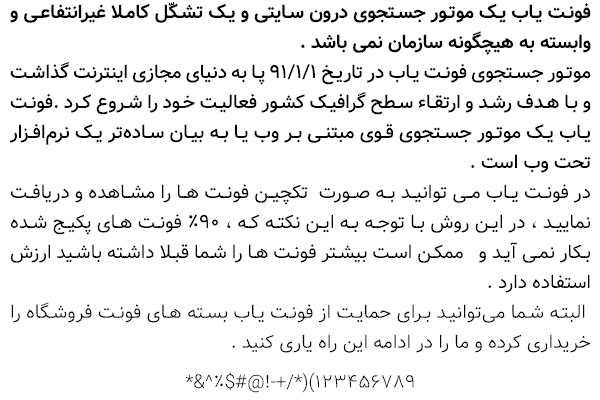 فونت یاب یک موتور جستجوی درون سایتی و یک تشکّل کاملا غیرانتفاعی و
وابسته به هیچگونه سازمان نمی باشد .
موتور جستجوی فونت یاب در تاریخ ۹۱/۱/۱ پا به دنیای مجازی اینترنت گذاشت
و با هدف رشد و ارتقاء سطح گرافیک کشور فعالیت خود را شروع کرد .فونت
یاب یک موتور جستجوی قوی مبتنی بر وب یا به بیان ساده‌تر یک نرم‌افزار
تحت وب است .
در فونت یاب می توانید به صورت  تکچین فونت ها را مشاهده و دریافت
نمایید ، در این روش با توجه به این نکته که ، ۹۰٪ فونت های پکیج شده
بکار نمی آید و  ممکن است بیشتر فونت ها را شما قبلا داشته باشید ارزش
استفاده دارد .
البته شما می‌توانید برای حمایت از فونت یاب بسته های فونت فروشگاه را
خریداری کرده و ما را در ادامه این راه یاری کنید .
*&^٪$#@!-+/*)(۱۲۳۴۵۶۷۸۹